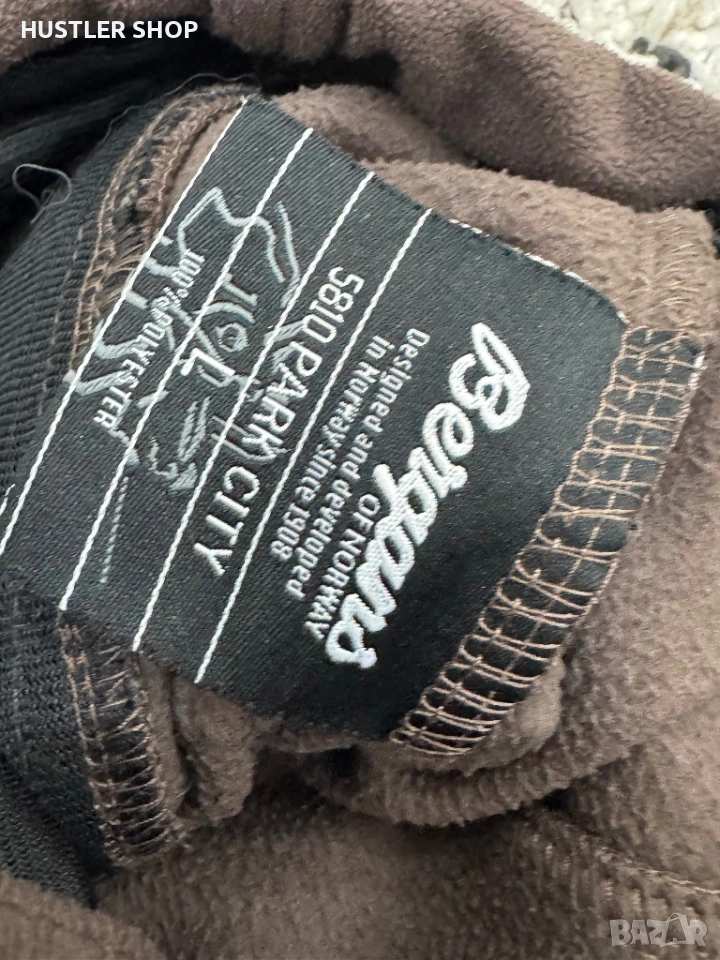 HUSTLER SHOP
Bergans
OF NORWAY
Designed and developed
in Norway since 1908
5810 PARK CITY
100% POLYESTER
BAZAR